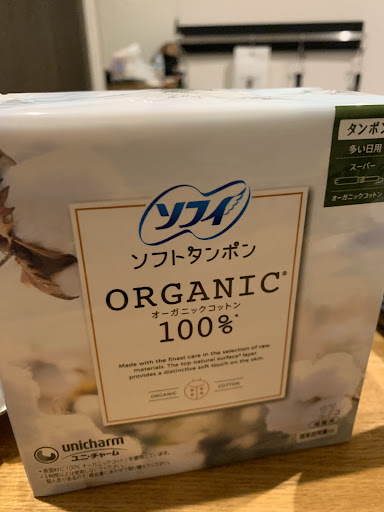 タンポン
多い日用
スーパー
オーガニックコットン
ソフィ
ソフトタンポン
ORGANIC®
オーガニックコットン
100%*
Made with the finest care in the selection of new
materials. The top natural surface* layer
provides a distinctive soft touch on the skin.
ORGANIC
COTTON
unicharm
ユニ・チャーム